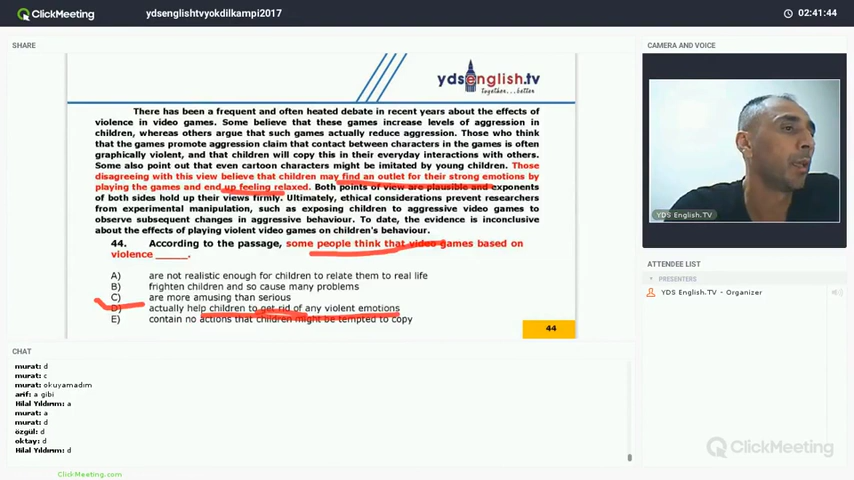 ClickMeeting
ydsenglishtvyokdilkampi2017
02:41:44
SHARE
CAMERA AND VOICE
ydsenglish.tv
together...better
There has been a frequent and often heated debate in recent years about the effects of
violence in video games. Some believe that these games increase levels of aggression in
children, whereas others argue that such games actually reduce aggression. Those who think
that the games promote aggression claim that contact between characters in the games is often
graphically violent, and that children will copy this in their everyday interactions with others.
Some also point out that even cartoon characters might be imitated by young children. Those
disagreeing with this view believe that children may find an outlet for their strong emotions by
playing the games and end up feeling relaxed. Both points of view are plausible and exponents
of both sides hold up their views firmly. Ultimately, ethical considerations prevent researchers
from experimental manipulation, such as exposing children to aggressive video games to
observe subsequent changes in aggressive behaviour. To date, the evidence is inconclusive
about the effects of playing violent video games on children's behaviour.
44. According to the passage, some people think that video games based on
violence _____.
A) are not realistic enough for children to relate them to real life
B) frighten children and so cause many problems
C) are more amusing than serious
D) actually help children to get rid of any violent emotions
E) contain no actions that children might be tempted to copy
44
YDS English.TV
ATTENDEE LIST
PRESENTERS
YDS English.TV - Organizer
CHAT
murat: d
murat: c
murat: okuyamadım
arif: a gibi
Hilal Yıldırım: a
murat: a
murat: d
özgül: d
oktay: d
Hilal Yıldırım: d
ClickMeeting
ClickMeeting.com